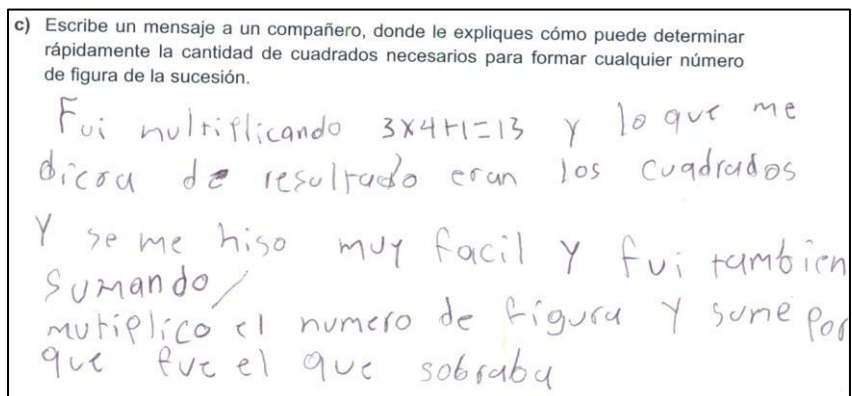 c) Escribe un mensaje a un compañero, donde le expliques cómo puede determinar
rápidamente la cantidad de cuadrados necesarios para formar cualquier número
de figura de la sucesión.
Fui multiplicando 3x4+1=13 y lo que me
dicra de resultado eran los cuadrados
Y se me hiso muy facil y fui tambien
sumando/
mutiplico el numero de figura y sume por
que fue el que sobraba